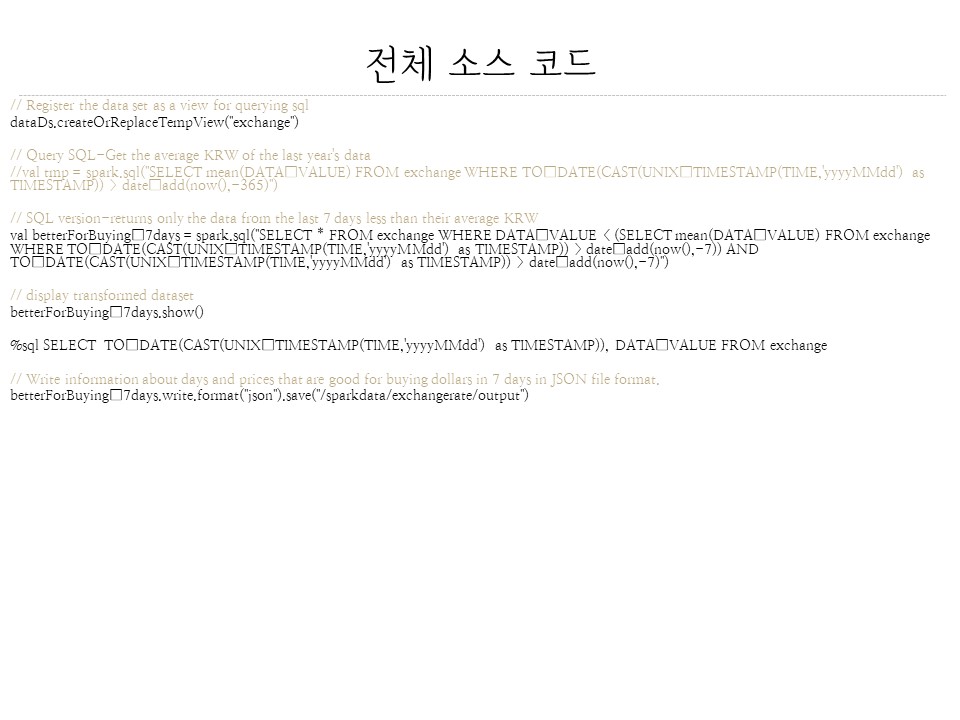 전체 소스 코드
// Register the data set as a view for querying sql
dataDs.createOrReplaceTempView("exchange")
// Query SQL-Get the average KRW of the last year's data
//val tmp = spark.sql("SELECT mean(DATA□VALUE) FROM exchange WHERE TO□DATE(CAST(UNIX□TIMESTAMP(TIME,'yyyyMMdd') as
TIMESTAMP)) > date□add(now(),-365)")
// SQL version-returns only the data from the last 7 days less than their average KRW
val betterForBuying□7days = spark.sql("SELECT * FROM exchange WHERE DATA□VALUE < (SELECT mean(DATA□VALUE) FROM exchange
WHERE TO□DATE(CAST(UNIX□TIMESTAMP(TIME,'yyyyMMdd') as TIMESTAMP)) > date□add(now(),-7)) AND
TO□DATE(CAST(UNIX□TIMESTAMP(TIME,'yyyyMMdd') as TIMESTAMP)) > date□add(now(),-7)")
// display transformed dataset
betterForBuying□7days.show()
%sql SELECT TO□DATE(CAST(UNIX□TIMESTAMP(TIME,'yyyyMMdd') as TIMESTAMP)), DATA□VALUE FROM exchange
// Write information about days and prices that are good for buying dollars in 7 days in JSON file format.
betterForBuying□7days.write.format("json").save("/sparkdata/exchangerate/output")